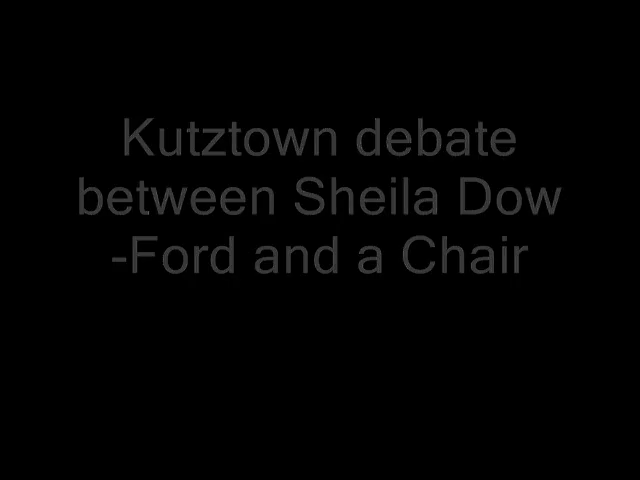 Kutztown debate
between Sheila Dow
-Ford and a Chair